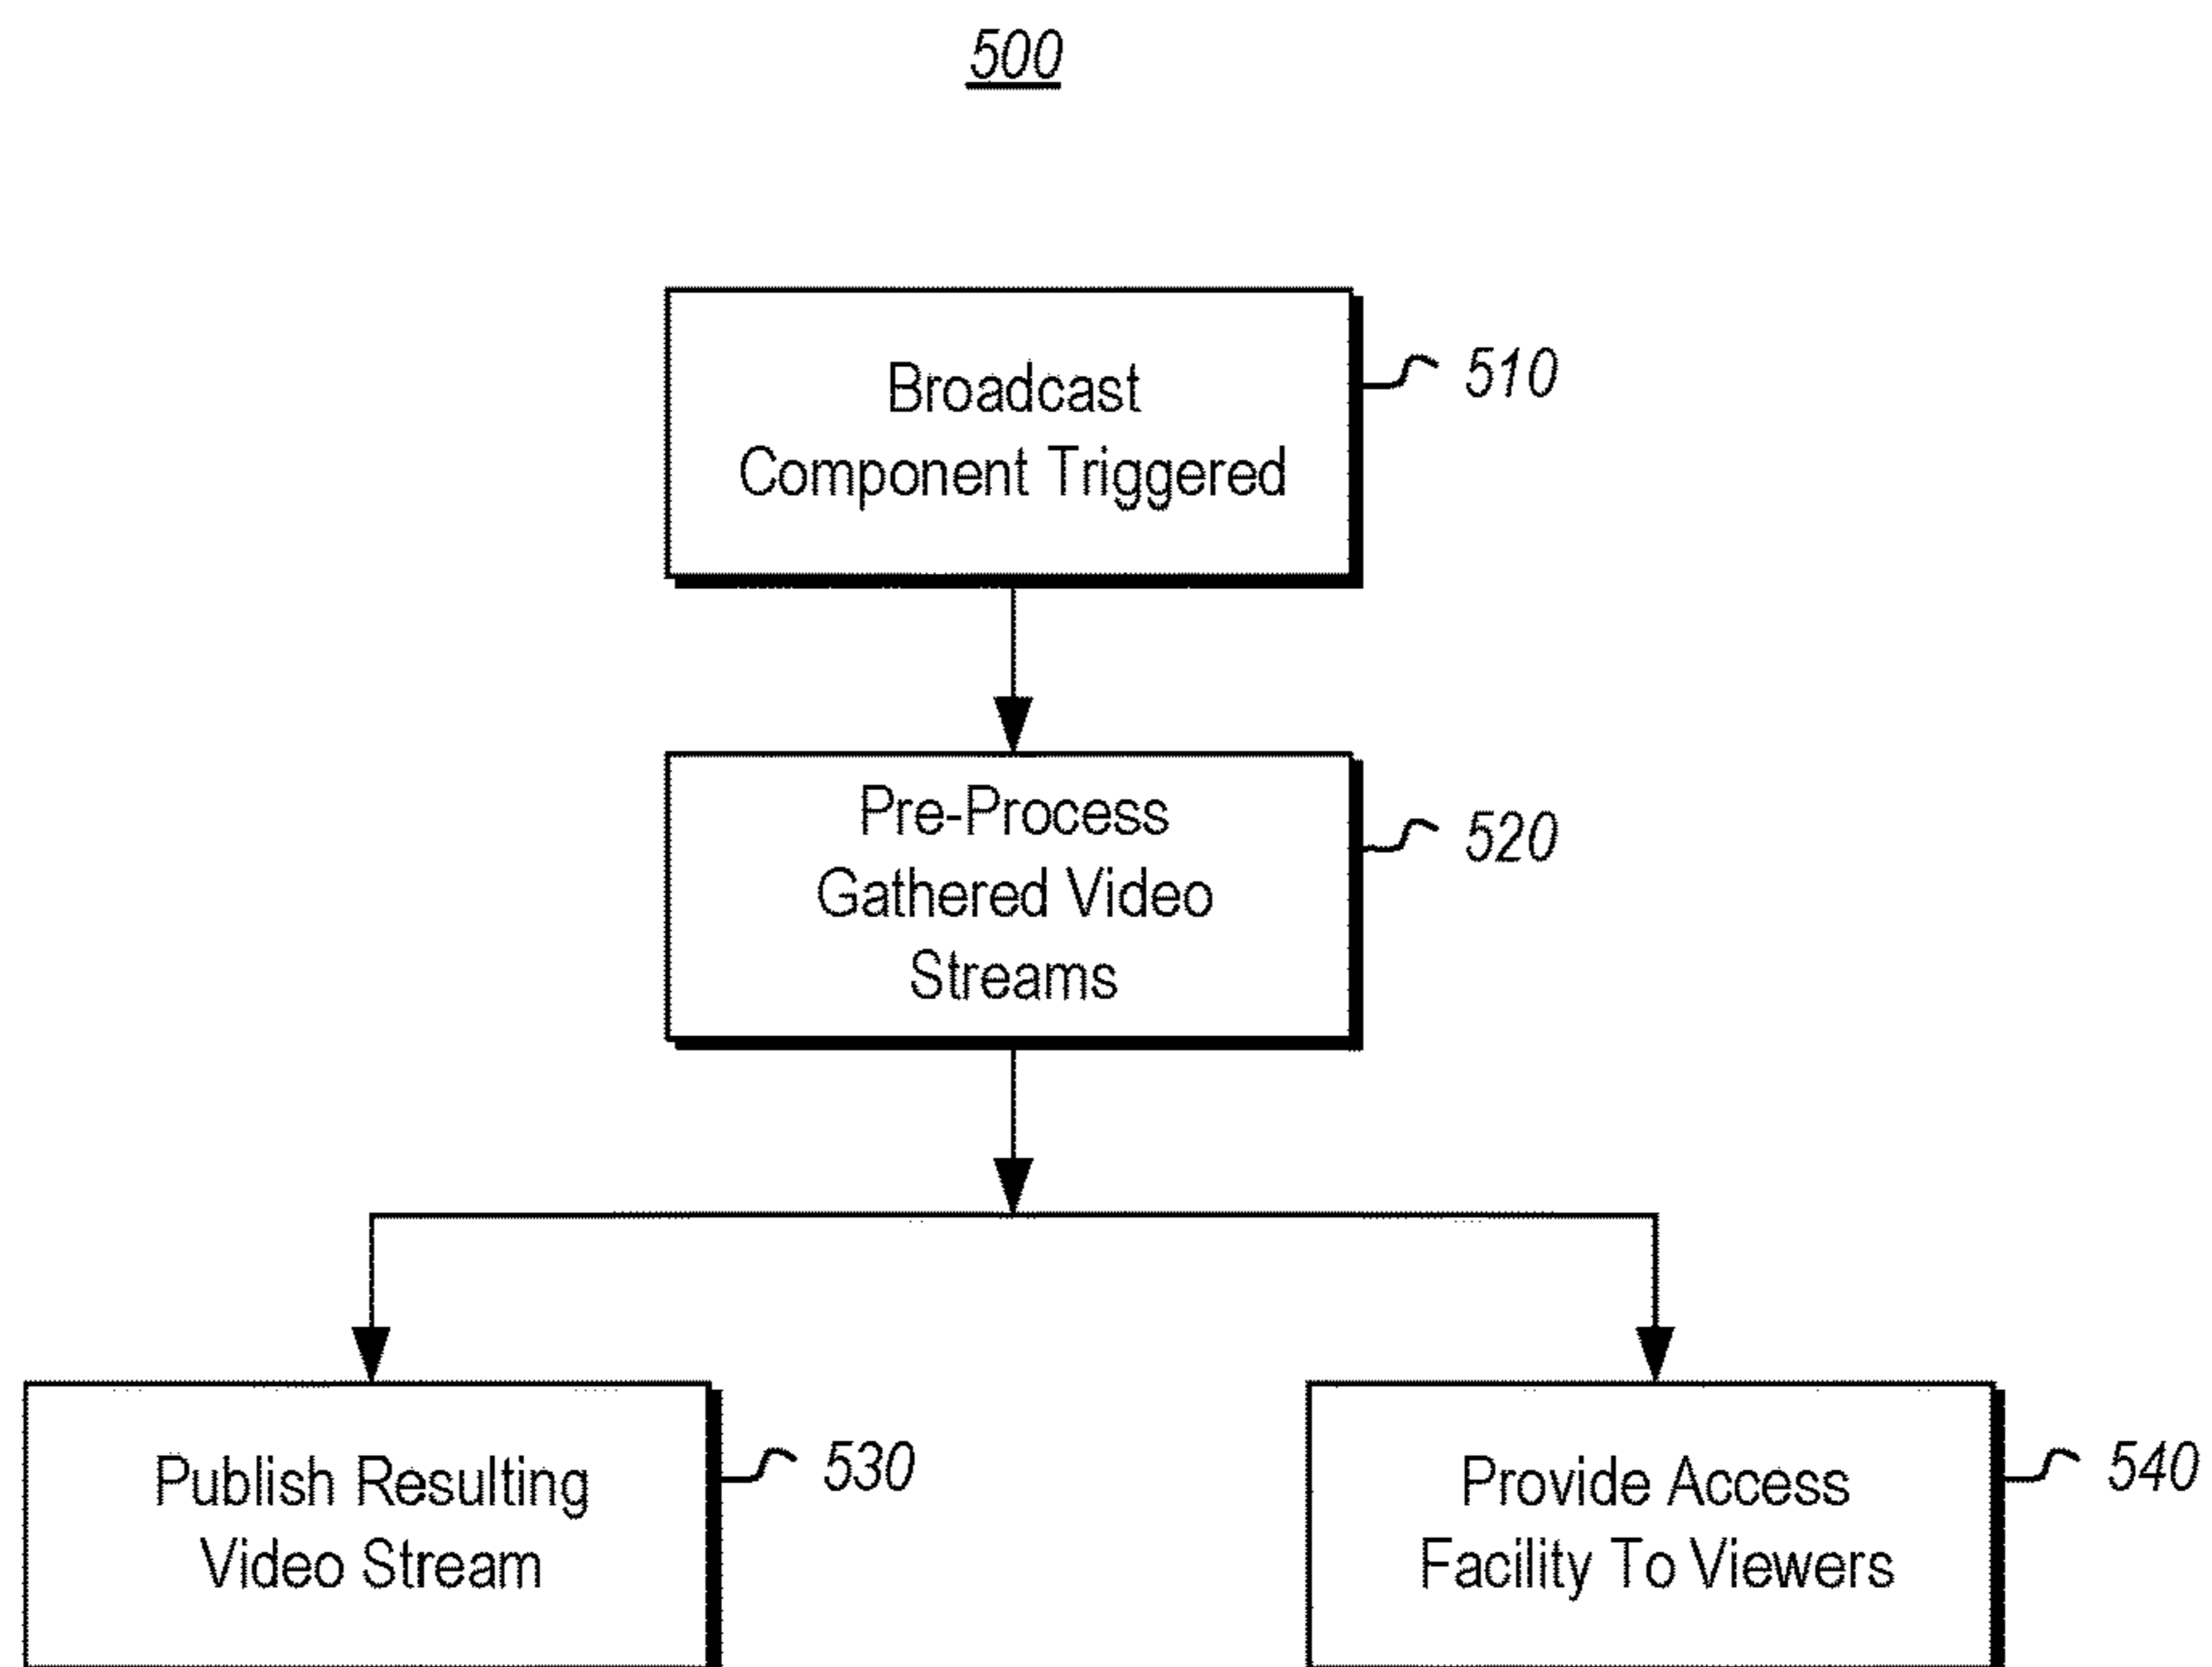 500
Broadcast
Component Triggered
510
Pre-Process
Gathered Video
Streams
520
Publish Resulting
Video Stream
530
Provide Access
Facility To Viewers
540